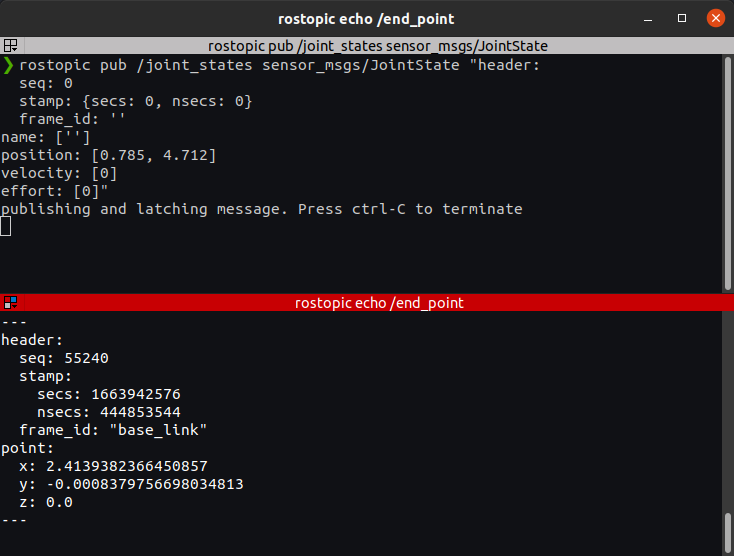 rostopic echo /end_point
rostopic pub /joint_states sensor_msgs/JointState
❯ rostopic pub /joint_states sensor_msgs/JointState "header:
  seq: 0
  stamp: {secs: 0, nsecs: 0}
  frame_id: ''
name: ['']
position: [0.785, 4.712]
velocity: [0]
effort: [0]"
publishing and latching message. Press ctrl-C to terminate
rostopic echo /end_point
---
header:
  seq: 55240
  stamp:
    secs: 1663942576
    nsecs: 444853544
  frame_id: "base_link"
point:
  x: 2.4139382366450857
  y: -0.0008379756698034813
  z: 0.0
---